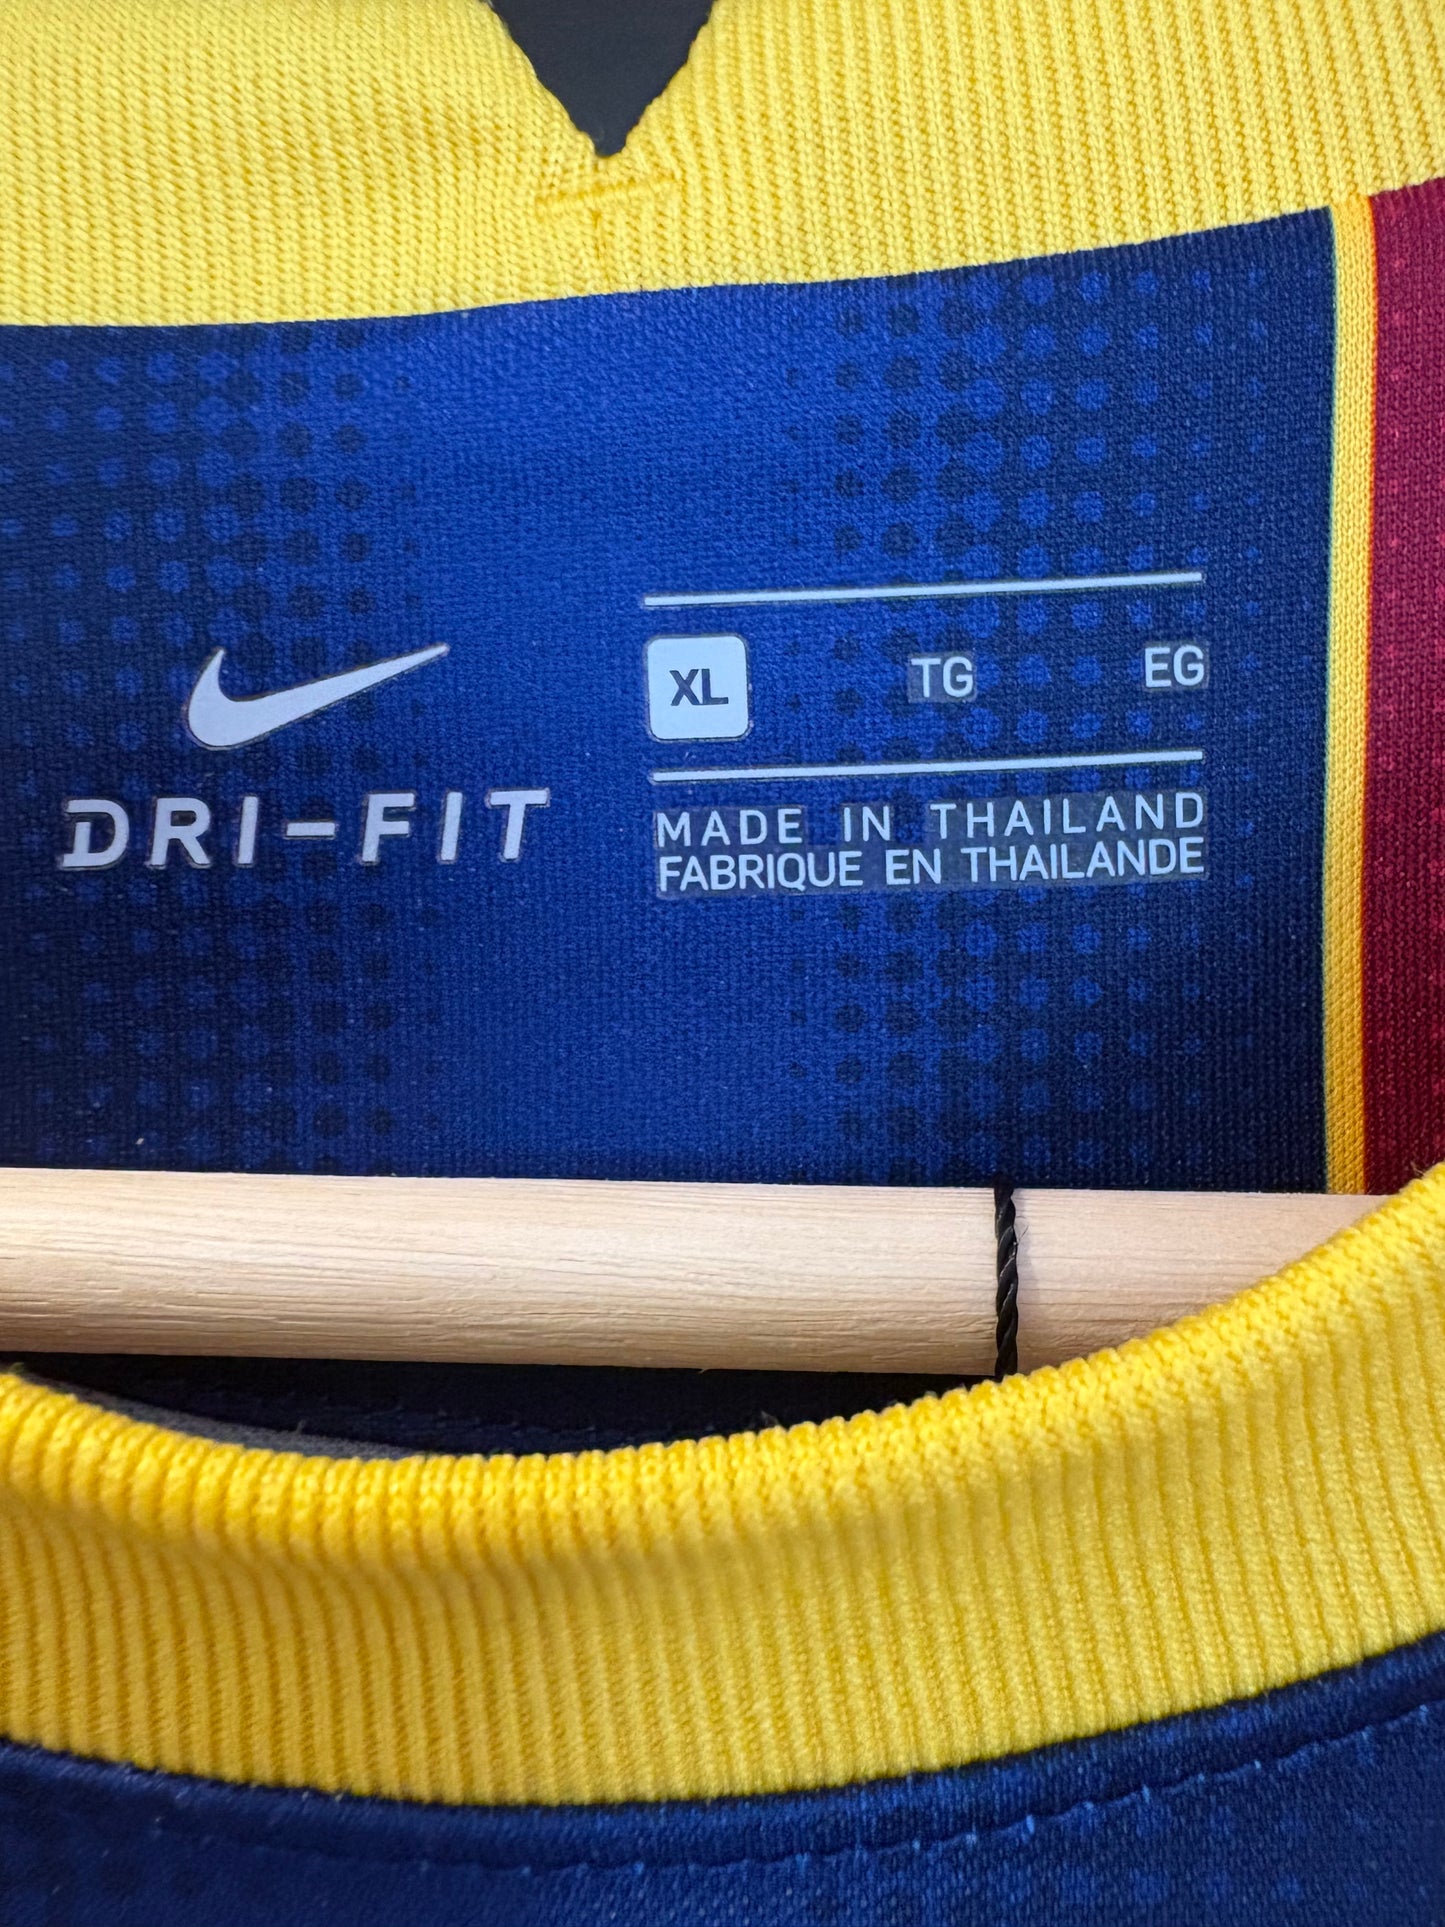 XL TG EG
DRI-FIT
MADE IN THAILAND
FABRIQUE EN THAILANDE